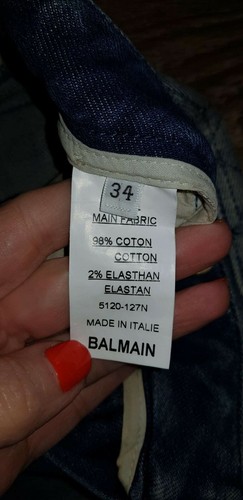 34
MAIN FABRIC
98% COTON
COTTON
2% ELASTHAN
ELASTAN
5120-127N
MADE IN ITALIE
BALMAIN